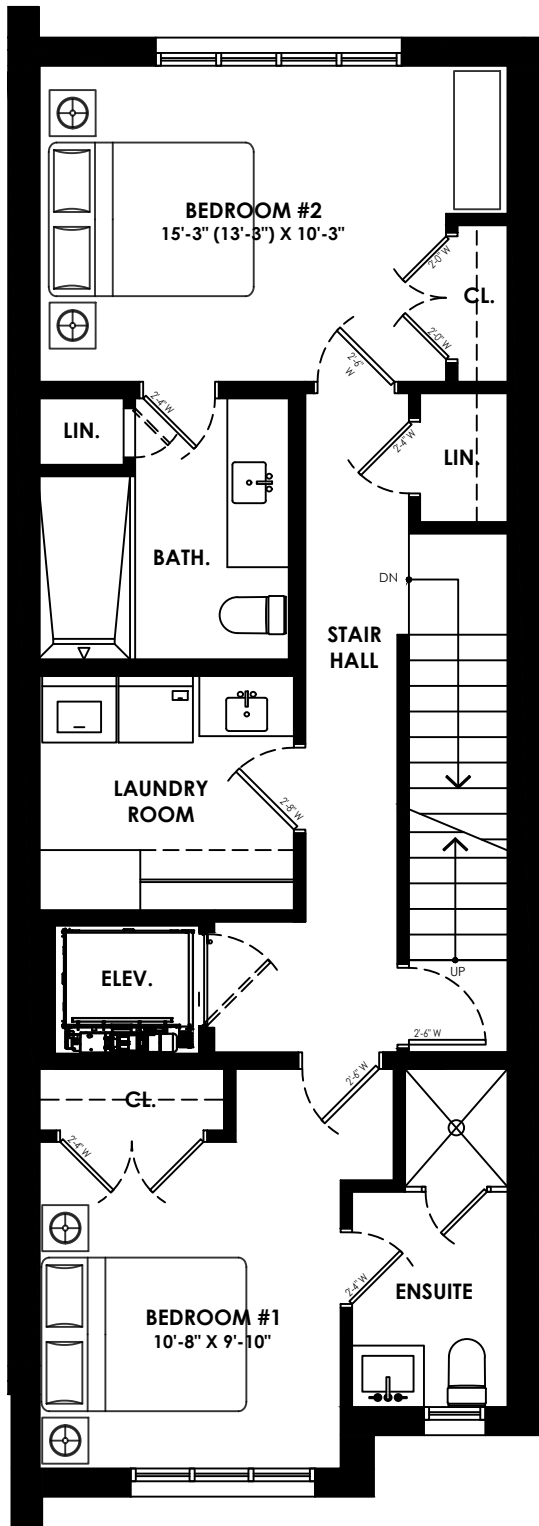 BEDROOM #2
15'-3" (13'-3") X 10'-3"
2'-0" W
CL.
2'-0" W
2'-6" W
2'-4" W
LIN.
2'-4" W
LIN.
BATH.
DN
STAIR
HALL
LAUNDRY
ROOM
2'-8" W
ELEV.
UP
2'-6" W
2'-6" W
CL.
2'-4" W
2'-4" W
ENSUITE
BEDROOM #1
10'-8" X 9'-10"